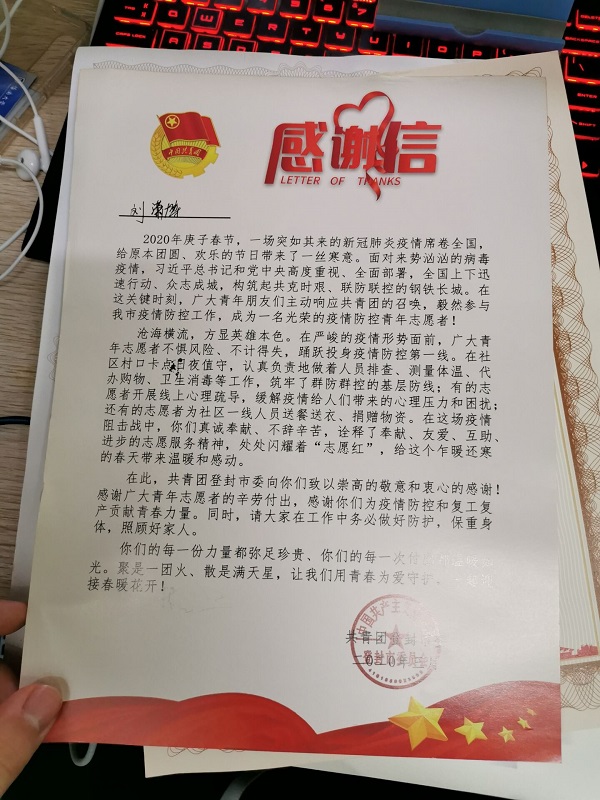 中国共青团
感谢信
LETTER OF THANKS
刘
2020年庚子春节，一场突如其来的新冠肺炎疫情席卷全国，
给原本团圆、欢乐的节日带来了一丝寒意。面对来势汹汹的病毒
疫情，习近平总书记和党中央高度重视、全面部署，全国上下迅
速行动、众志成城，构筑起共克时艰、联防联控的钢铁长城。在
这关键时刻，广大青年朋友们主动响应共青团的召唤，毅然参与
我市疫情防控工作，成为一名光荣的疫情防控青年志愿者！
沧海横流，方显英雄本色。在严峻的疫情形势面前，广大青
年志愿者不惧风险、不计得失，踊跃投身疫情防控第一线。在社
区村口卡点日夜值守，认真负责地做着人员排查、测量体温、代
办购物、卫生消毒等工作，筑牢了群防群控的基层防线；有的志
愿者开展线上心理疏导，缓解疫情给人们带来的心理压力和困扰；
还有的志愿者为社区一线人员送餐送衣、捐赠物资。在这场疫情
阻击战中，你们真诚奉献、不辞辛苦，诠释了奉献、友爱、互助、
进步的志愿服务精神，处处闪耀着“志愿红”，给这个乍暖还寒
的春天带来温暖和感动。
在此，共青团登封市委向你们致以崇高的敬意和衷心的感谢！
感谢广大青年志愿者的辛劳付出，感谢你们为疫情防控和复工复
产贡献青春力量。同时，请大家在工作中务必做好防护，保重身
体，照顾好家人。
你们的每一份力量都弥足珍贵、你们的每一次付
光。聚是一团火、散是满天星，让我们用青春为爱守护
接春暖花开！
共青团登封市
二〇二〇年